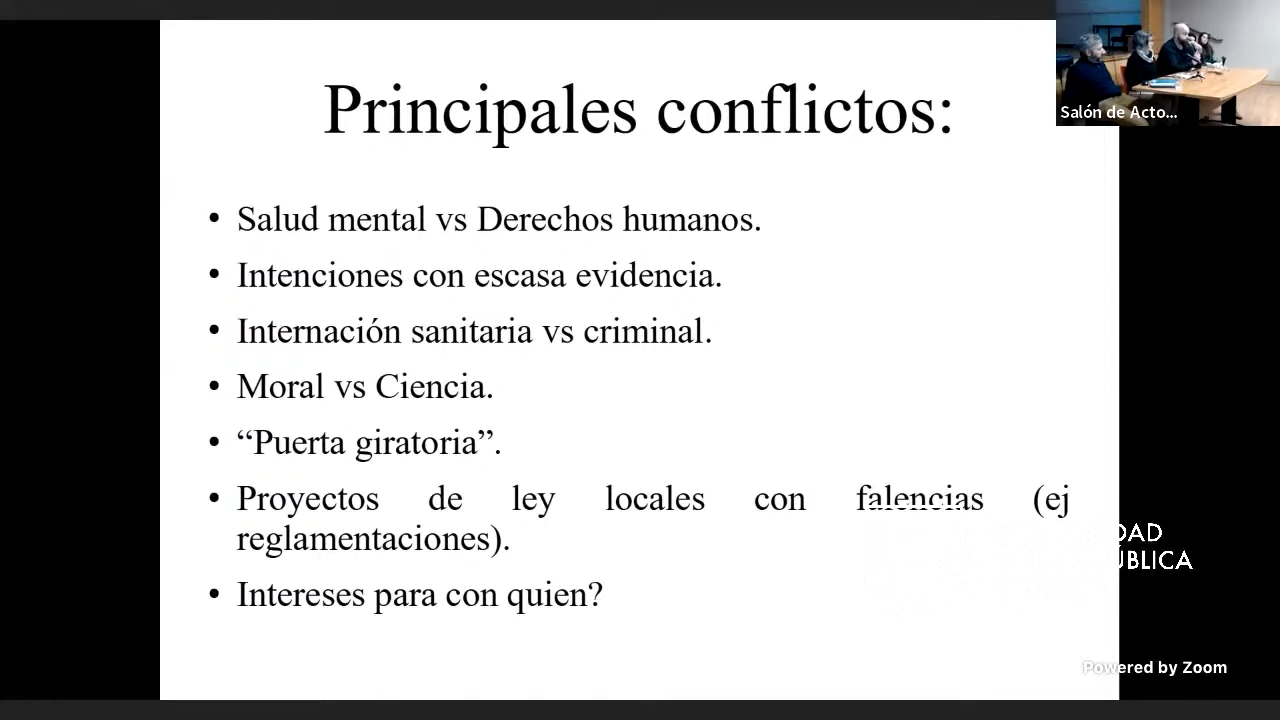 Principales conflictos:
• Salud mental vs Derechos humanos.
• Intenciones con escasa evidencia.
• Internación sanitaria vs criminal.
• Moral vs Ciencia.
• “Puerta giratoria”.
• Proyectos de ley locales con falencias (ej
reglamentaciones).
• Intereses para con quien?
Salón de Acto...
Powered by Zoom